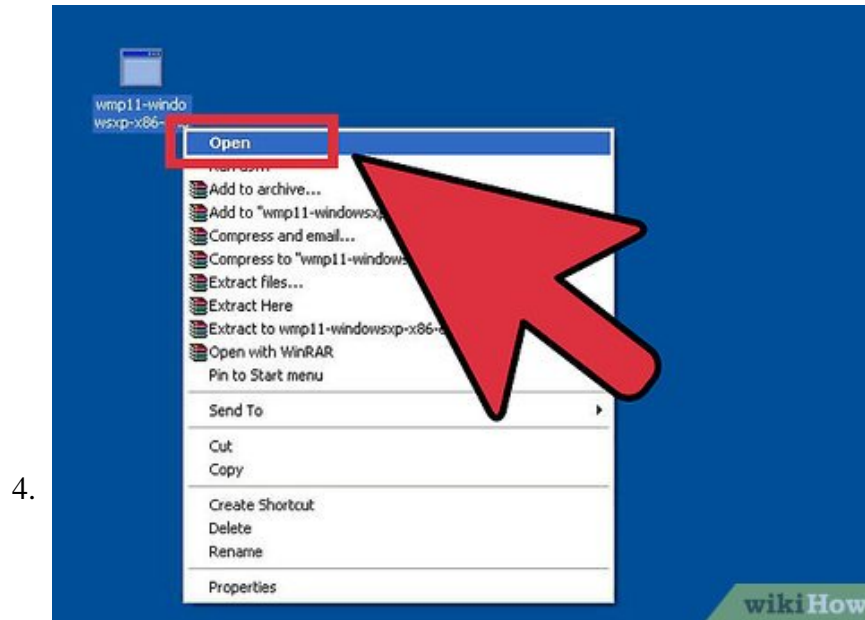 wmp11-windo
wsxp-x86-
Open
Add to archive...
Add to "wmp11-windowsxp
Compress and email...
Compress to "wmp11-windows
Extract files...
Extract Here
Extract to wmp11-windowsxp-x86-
Open with WinRAR
Pin to Start menu
Send To
Cut
Copy
4.
Create Shortcut
Delete
Rename
Properties
wikiHow